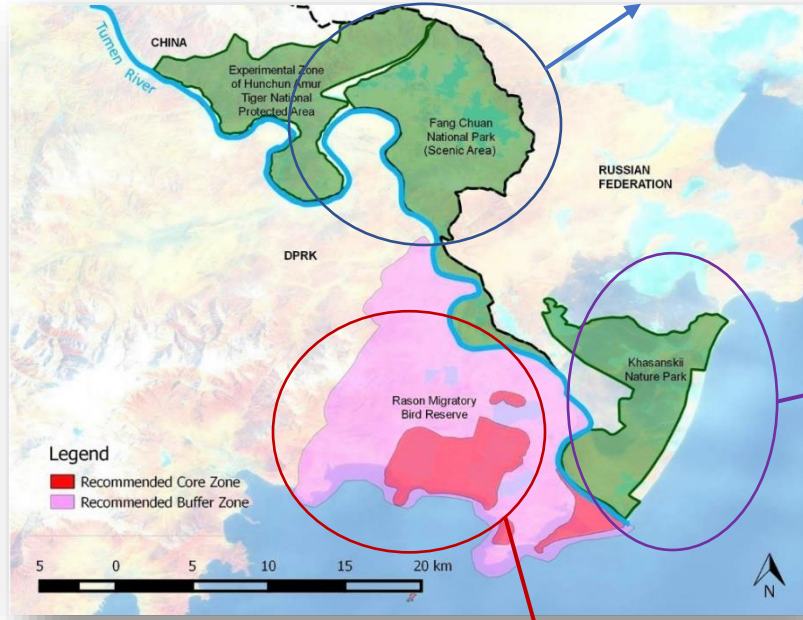 CHINA
Tumen River
Experimental Zone
of Hunchun Amur
Tiger National
Protected Area
Fang Chuan
National Park
(Scenic Area)
RUSSIAN
FEDERATION
DPRK
Khasanskii
Nature Park
Rason Migratory
Bird Reserve
Legend
Recommended Core Zone
Recommended Buffer Zone
5 0 5 10 15 20 km
N